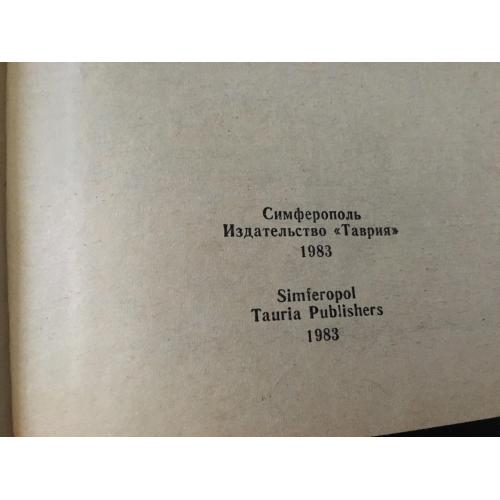 Симферополь
Издательство «Таврия»
1983
Simferopol
Tauria Publishers
1983